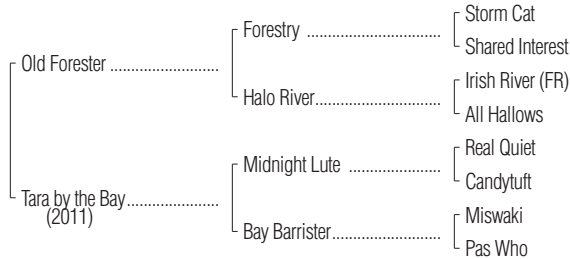 Storm Cat
Forestry ........................
Shared Interest
Old Forester ........................
Irish River (FR)
Halo River........................
All Hallows
Real Quiet
Midnight Lute ........................
Candytuft
Tara by the Bay........................
(2011)
Miswaki
Bay Barrister........................
Pas Who